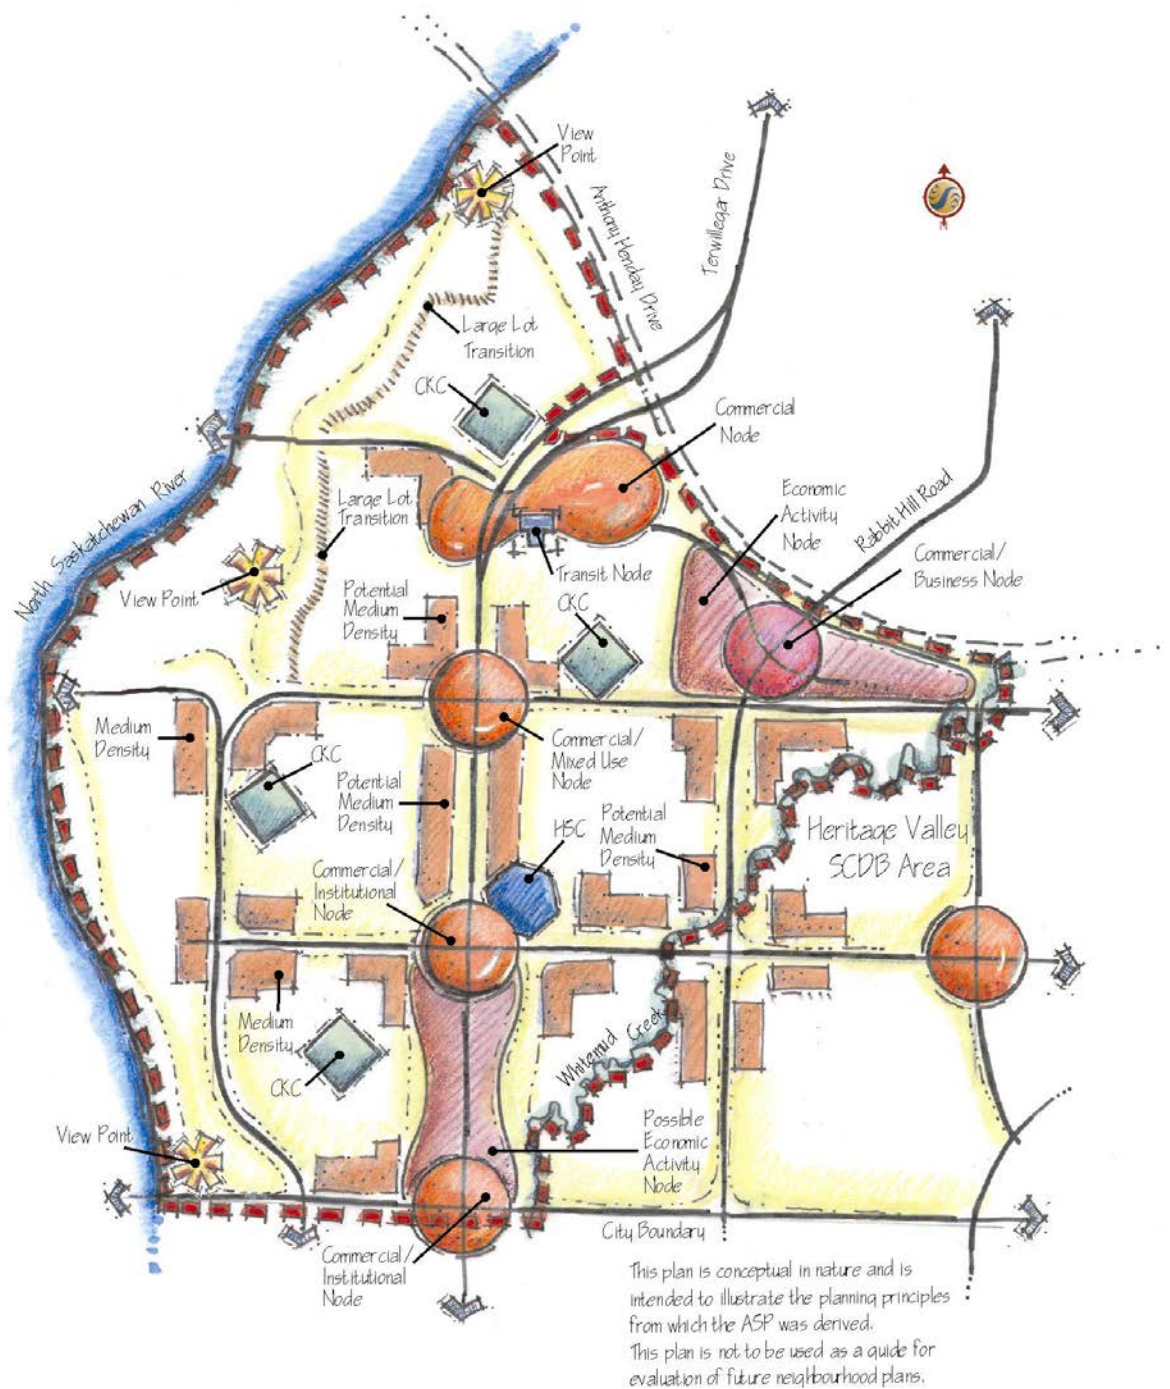 View
Point
Anthony Henday Drive
Terwillegar Drive
Large Lot
Transition
CKC
Commercial
Node
North Saskatchewan River
Large Lot
Transition
Economic
Activity
Node
Rabbit Hill Road
Commercial/
Business Node
View Point
Transit Node
Potential
Medium
Density
CKC
Medium
Density
CKC
Commercial/
Mixed Use
Node
Potential
Medium
Density
HSC
Potential
Medium
Density
Heritage Valley
SCDB Area
Commercial/
Institutional
Node
Medium
Density
Whitemud Creek
CKC
View Point
Possible
Economic
Activity
Node
City Boundary
Commercial/
Institutional
Node
This plan is conceptual in nature and is
intended to illustrate the planning principles
from which the ASP was derived.
This plan is not to be used as a guide for
evaluation of future neighbourhood plans.